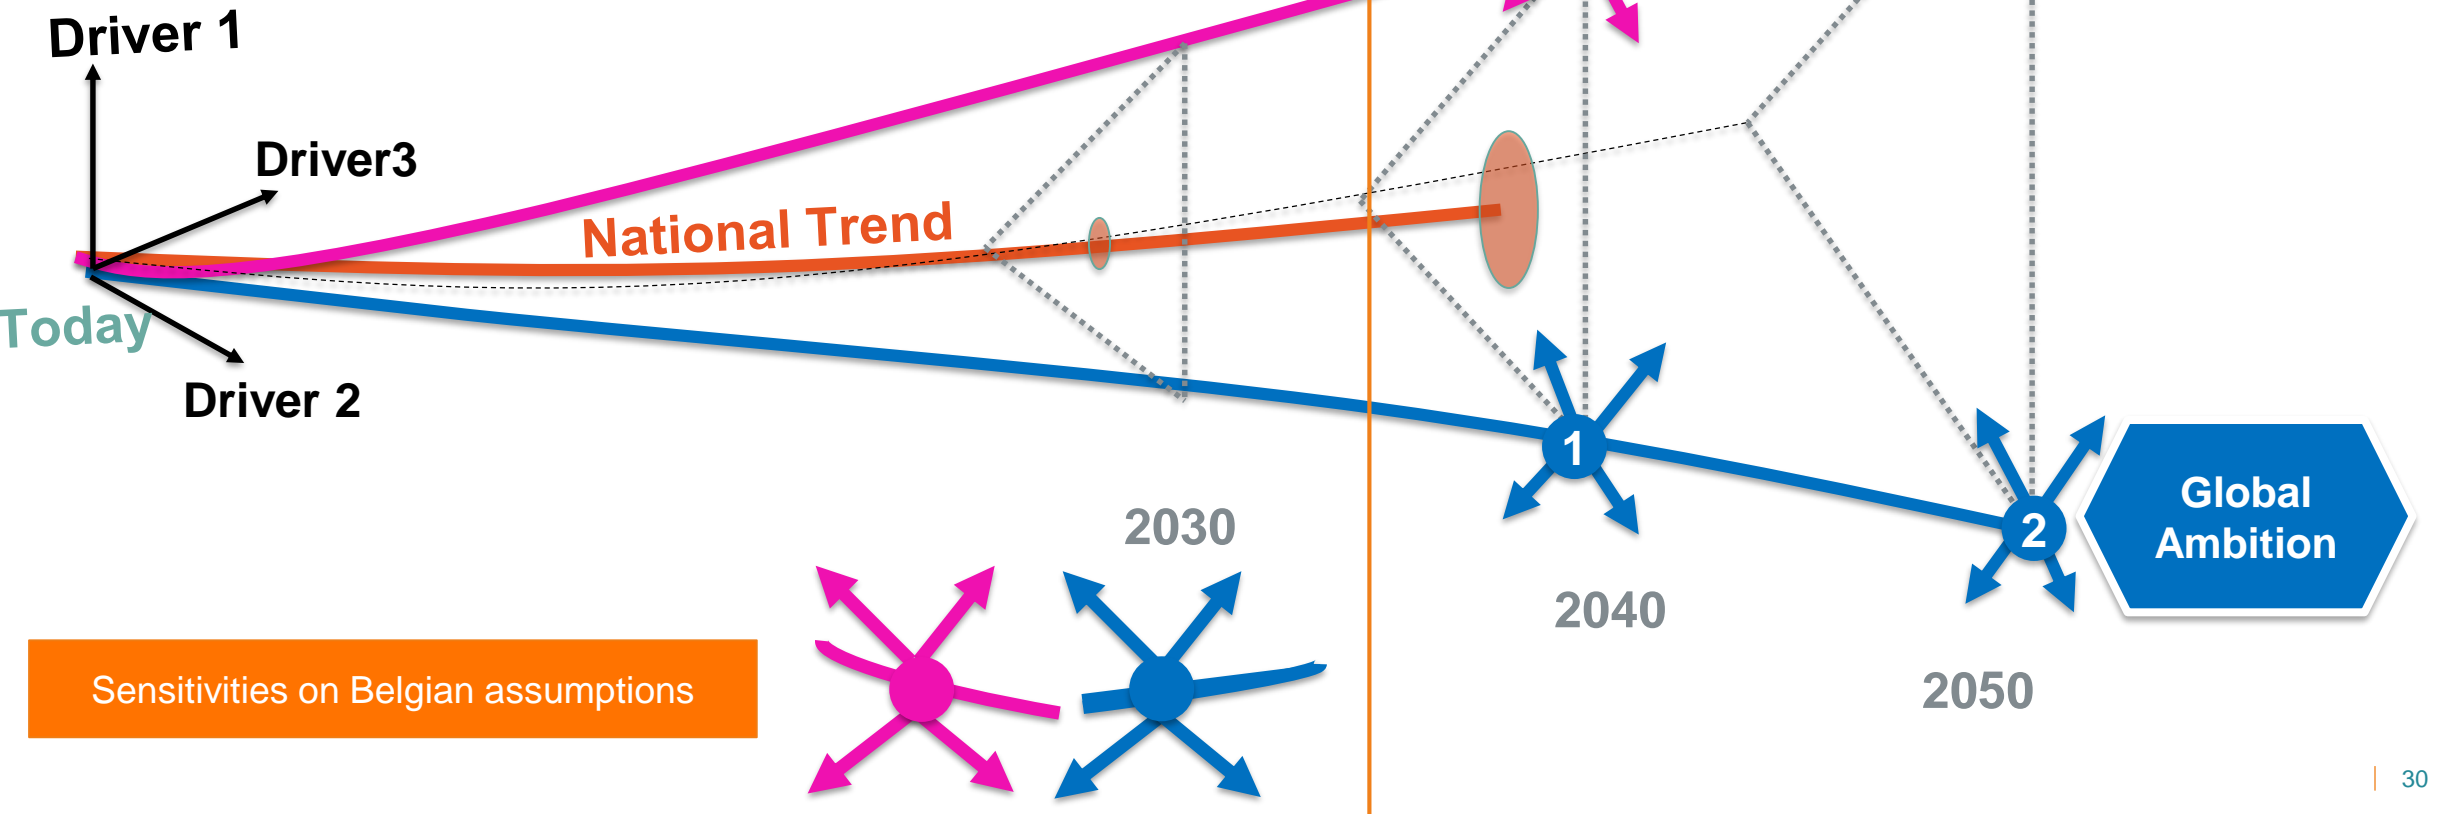 Driver 1
Driver3
National Trend
Today
Driver 2
1
2
Global
Ambition
2030
2040
2050
Sensitivities on Belgian assumptions
30